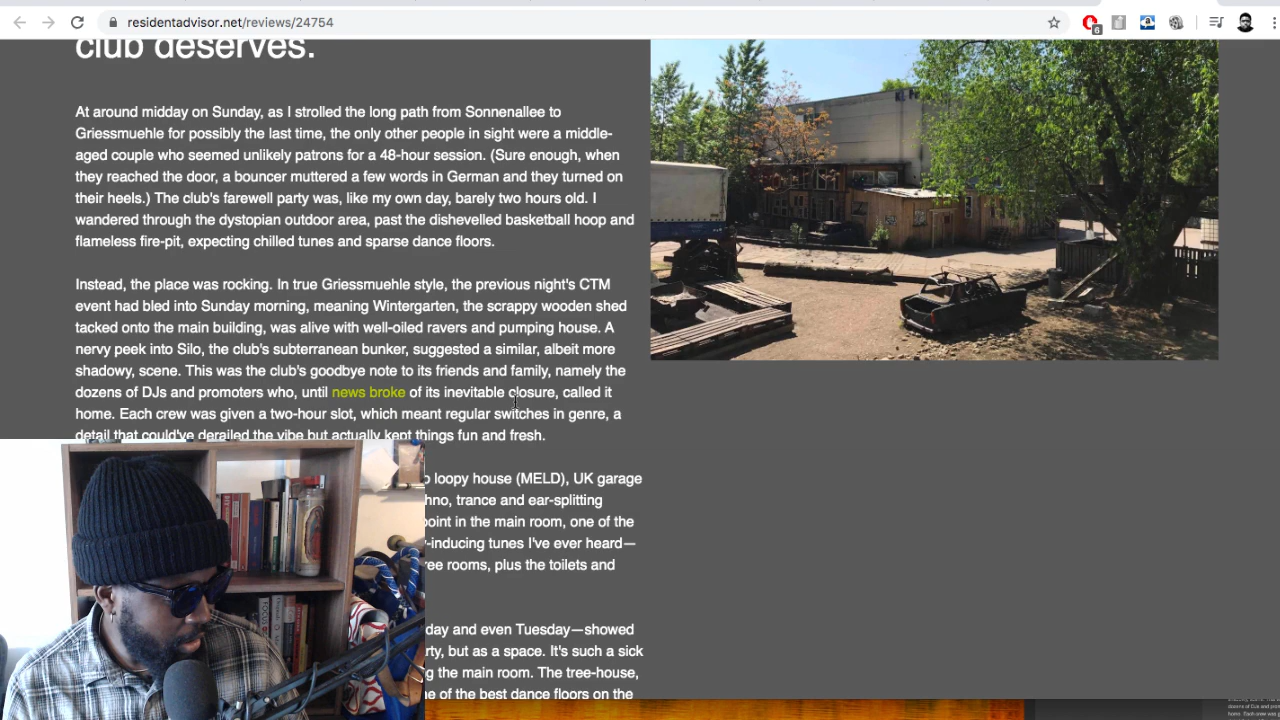 residentadvisor.net/reviews/24754
6
club deserves.
At around midday on Sunday, as I strolled the long path from Sonnenallee to
Griessmuehle for possibly the last time, the only other people in sight were a middle-
aged couple who seemed unlikely patrons for a 48-hour session. (Sure enough, when
they reached the door, a bouncer muttered a few words in German and they turned on
their heels.) The club's farewell party was, like my own day, barely two hours old. I
wandered through the dystopian outdoor area, past the dishevelled basketball hoop and
flameless fire-pit, expecting chilled tunes and sparse dance floors.
Instead, the place was rocking. In true Griessmuehle style, the previous night's CTM
event had bled into Sunday morning, meaning Wintergarten, the scrappy wooden shed
tacked onto the main building, was alive with well-oiled ravers and pumping house. A
nervy peek into Silo, the club's subterranean bunker, suggested a similar, albeit more
shadowy, scene. This was the club's goodbye note to its friends and family, namely the
dozens of DJs and promoters who, until news broke of its inevitable closure, called it
home. Each crew was given a two-hour slot, which meant regular switches in genre, a
detail that could've derailed the vibe but actually kept things fun and fresh.
o loopy house (MELD), UK garage
hno, trance and ear-splitting
point in the main room, one of the
y-inducing tunes I've ever heard—
ree rooms, plus the toilets and
day and even Tuesday—showed
rty, but as a space. It's such a sick
g the main room. The tree-house,
e of the best dance floors on the